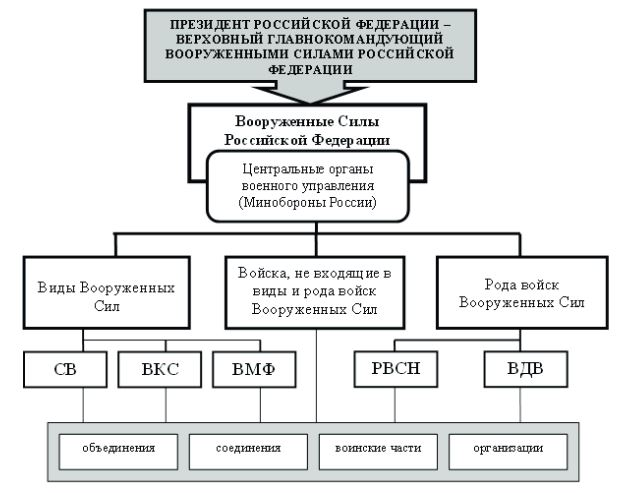 ПРЕЗИДЕНТ РОССИЙСКОЙ ФЕДЕРАЦИИ –
ВЕРХОВНЫЙ ГЛАВНОКОМАНДУЮЩИЙ
ВООРУЖЕННЫМИ СИЛАМИ РОССИЙСКОЙ
ФЕДЕРАЦИИ
Вооруженные Силы
Российской Федерации
Центральные органы
военного управления
(Минобороны России)
Виды Вооруженных
Сил
Войска, не входящие в
виды и рода войск
Вооруженных Сил
Рода войск
Вооруженных Сил
СВ
ВКС
ВМФ
РВСН
ВДВ
объединения
соединения
воинские части
организации